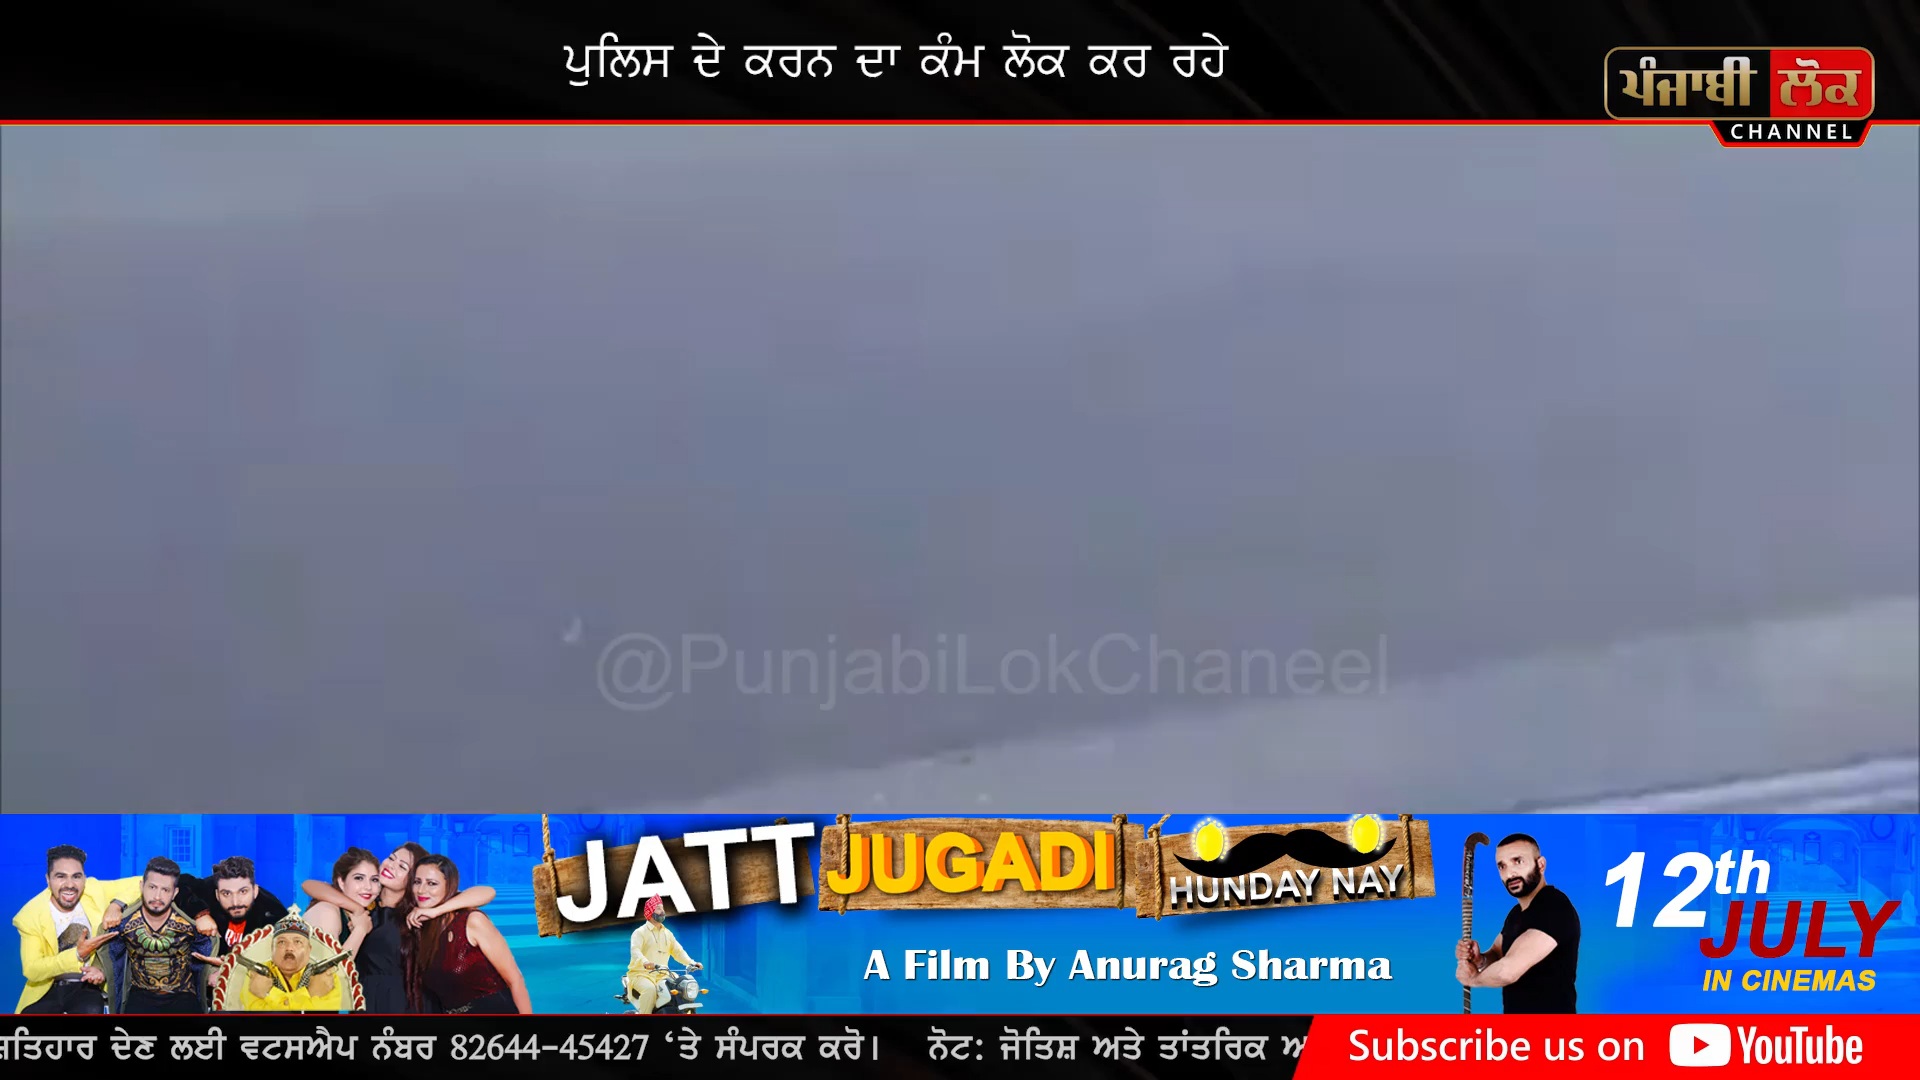 ਪੁਲਿਸ ਦੇ ਕਰਨ ਦਾ ਕੰਮ ਲੋਕ ਕਰ ਰਹੇ
ਪੰਜਾਬੀ ਲੋਕ
CHANNEL
@PunjabiLokChaneel
JATT JUGADI HUNDAY NAY
A Film By Anurag Sharma
12th
JULY
IN CINEMAS
ਸ਼ਤਿਹਾਰ ਦੇਣ ਲਈ ਵਟਸਐਪ ਨੰਬਰ 82644-45427 ‘ਤੇ ਸੰਪਰਕ ਕਰੋ। ਨੋਟ: ਜੋਤਿਸ਼ ਅਤੇ ਤਾਂਤਰਿਕ
Subscribe us on YouTube